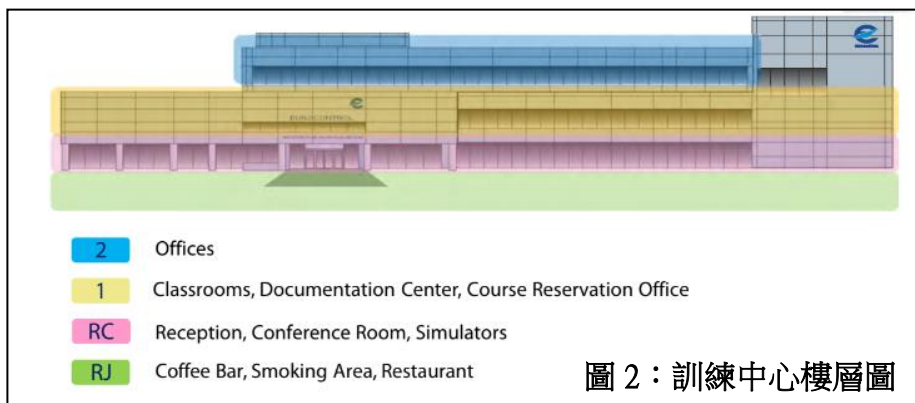 EUROCONTROL
2 Offices
1 Classrooms, Documentation Center, Course Reservation Office
RC Reception, Conference Room, Simulators
RJ Coffee Bar, Smoking Area, Restaurant
圖 2：訓練中心樓層圖